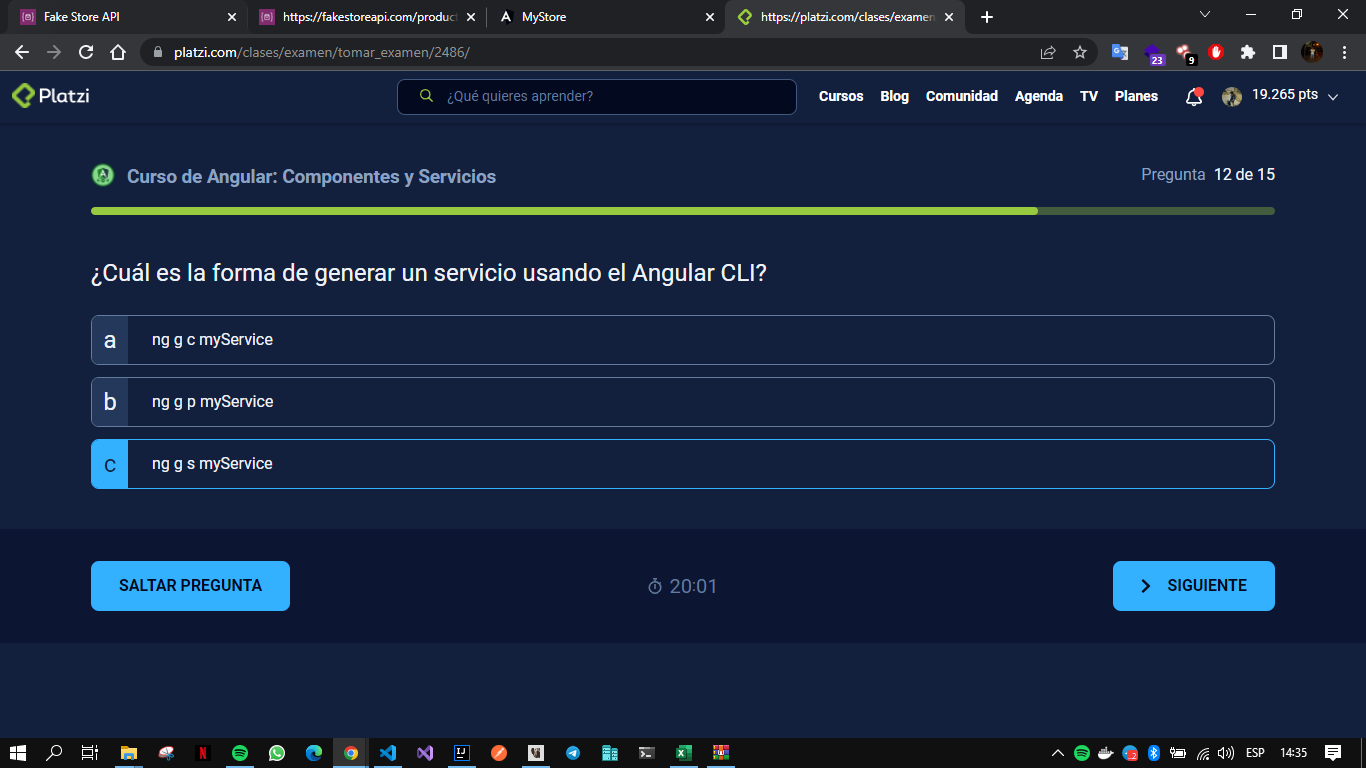 Fake Store API
https://fakestoreapi.com/product
MyStore
https://platzi.com/clases/examen
platzi.com/clases/examen/tomar_examen/2486/
23
9
Platzi
¿Qué quieres aprender?
Cursos
Blog
Comunidad
Agenda
TV
Planes
19.265 pts
Curso de Angular: Componentes y Servicios
Pregunta 12 de 15
¿Cuál es la forma de generar un servicio usando el Angular CLI?
a
ng g c myService
b
ng g p myService
c
ng g s myService
SALTAR PREGUNTA
20:01
SIGUIENTE
ESP
14:35